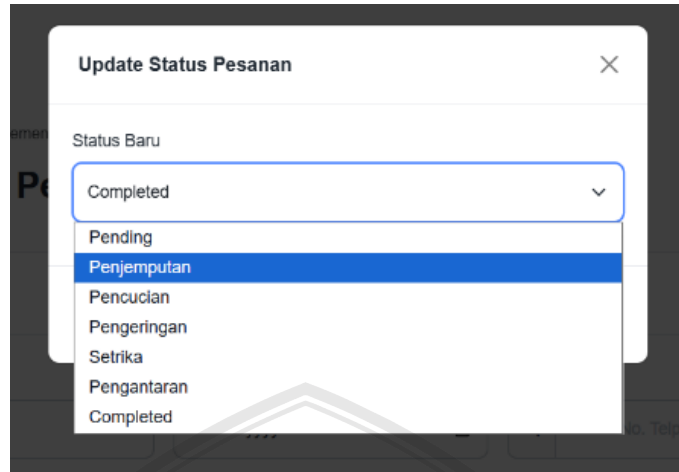 Update Status Pesanan
Status Baru
Completed
Pending
Penjemputan
Pencucian
Pengeringan
Setrika
Pengantaran
Completed